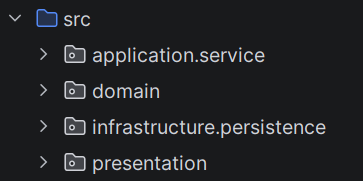 src
application.service
domain
infrastructure.persistence
presentation